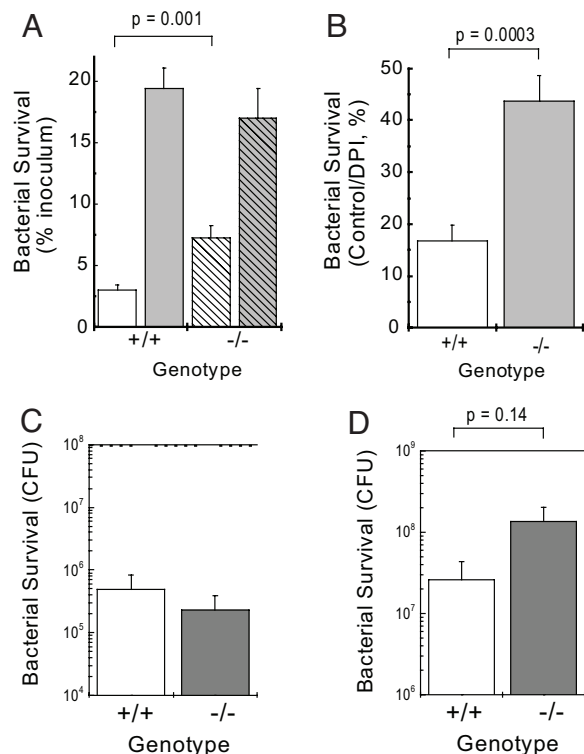 A
p = 0.001
Bacterial Survival
(% inoculum)
20
15
10
5
0
+/+
-/-
Genotype
B
p = 0.0003
Bacterial Survival
(Control/DPI, %)
50
40
30
20
10
0
+/+
-/-
Genotype
C
Bacterial Survival (CFU)
10⁸
10⁷
10⁶
10⁵
10⁴
+/+
-/-
Genotype
D
p = 0.14
Bacterial Survival (CFU)
10⁹
10⁸
10⁷
10⁶
+/+
-/-
Genotype